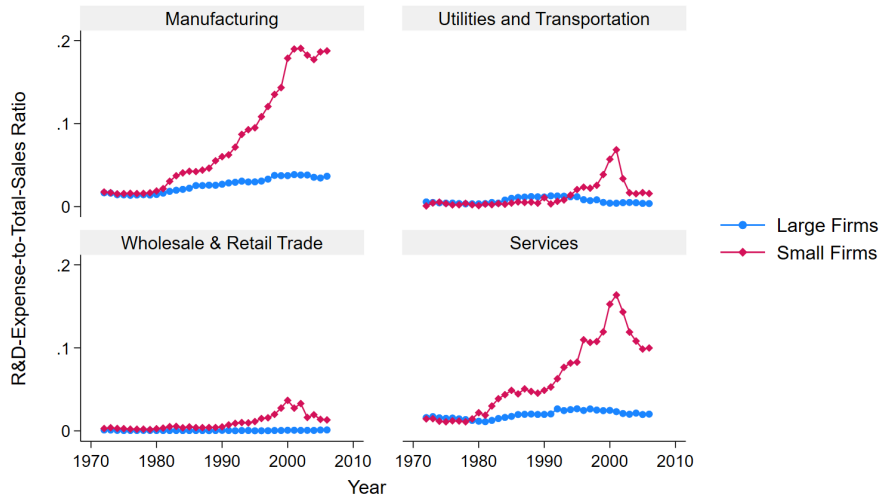 Manufacturing
Utilities and Transportation
.2
.1
0
Wholesale & Retail Trade
Services
.2
.1
0
1970 1980 1990 2000 2010
1970 1980 1990 2000 2010
R&D-Expense-to-Total-Sales Ratio
Year
Large Firms
Small Firms